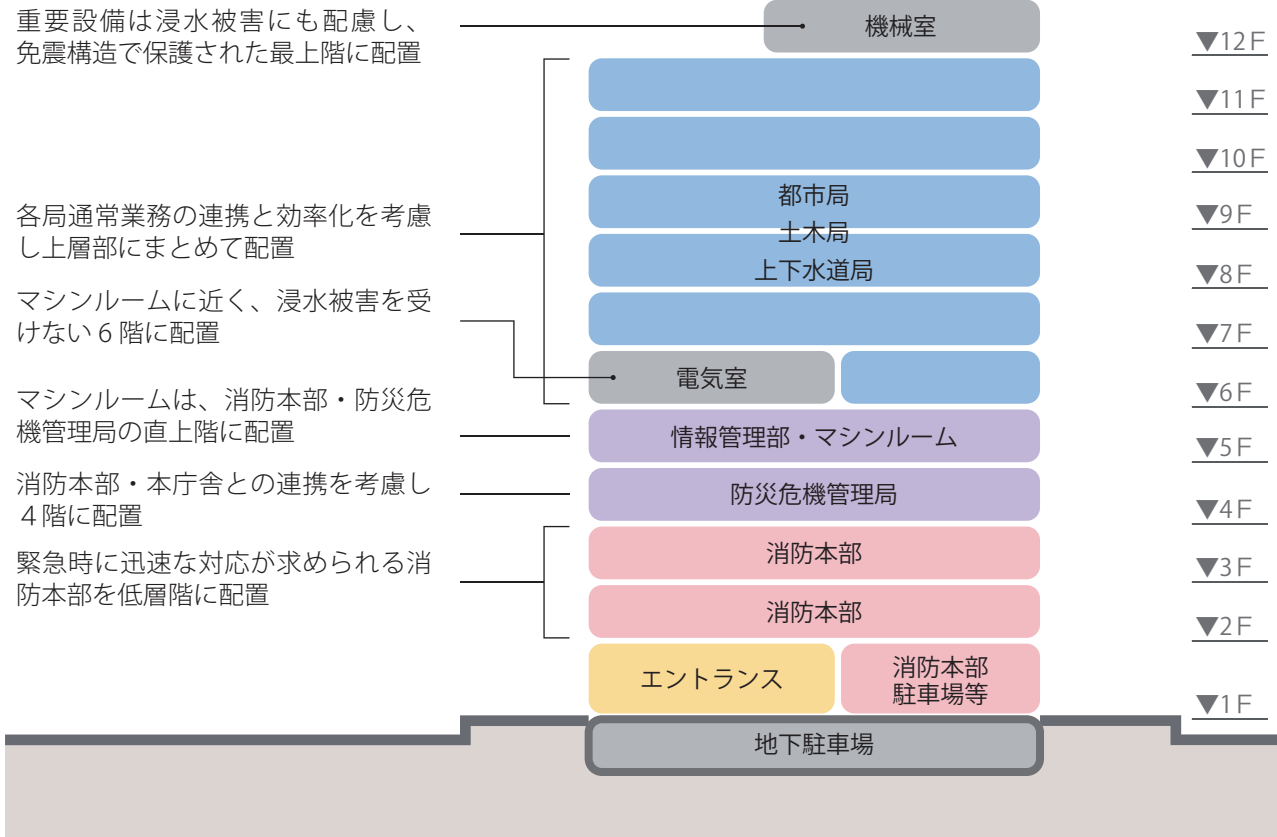 重要設備は浸水被害にも配慮し、
免震構造で保護された最上階に配置
各局通常業務の連携と効率化を考慮
し上層部にまとめて配置
マシンルームに近く、浸水被害を受
けない６階に配置
マシンルームは、消防本部・防災危
機管理局の直上階に配置
消防本部・本庁舎との連携を考慮し
４階に配置
緊急時に迅速な対応が求められる消
防本部を低層階に配置
機械室
都市局
土木局
上下水道局
電気室
情報管理部・マシンルーム
防災危機管理局
消防本部
消防本部
エントランス
消防本部
駐車場等
地下駐車場
▼12Ｆ
▼11Ｆ
▼10Ｆ
▼9Ｆ
▼8Ｆ
▼7Ｆ
▼6Ｆ
▼5Ｆ
▼4Ｆ
▼3Ｆ
▼2Ｆ
▼1Ｆ